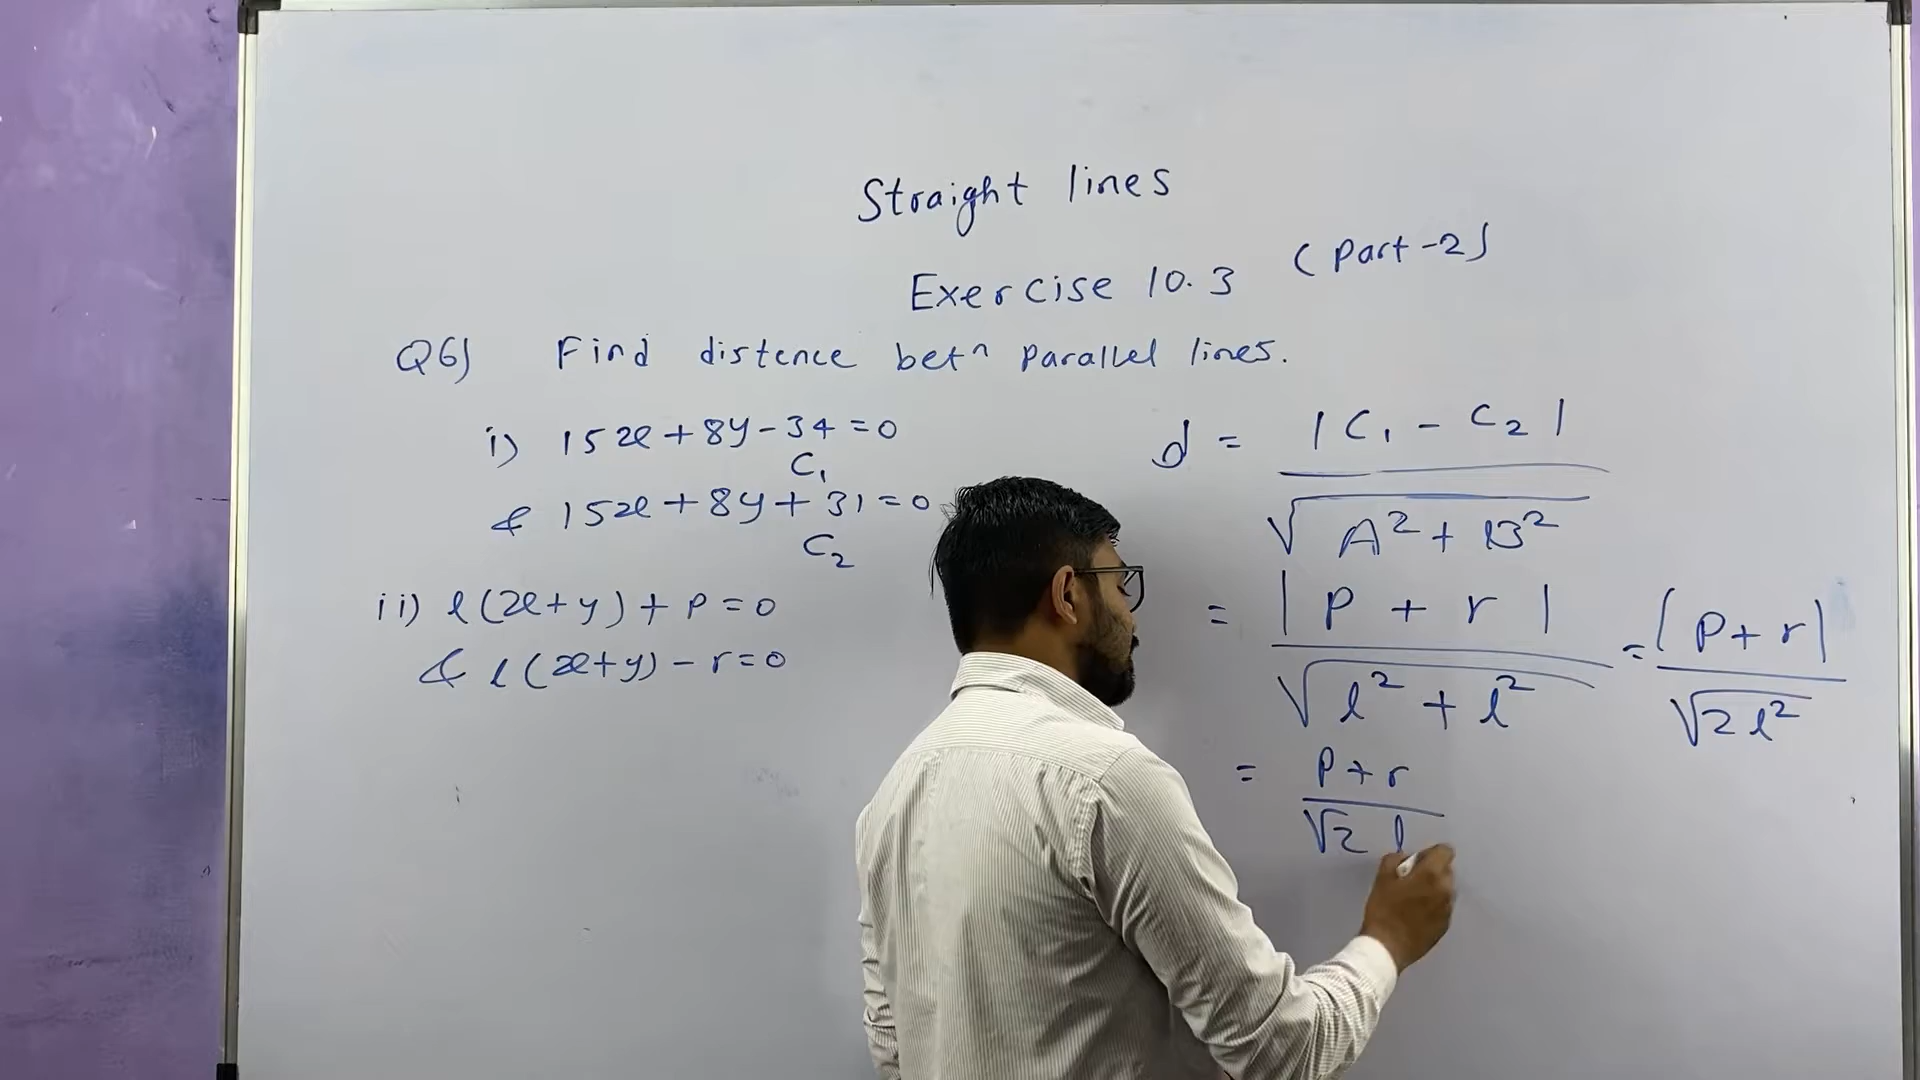 Straight lines
Exercise 10.3 (Part-2)
Q6) Find distence betn Parallel lines.
i) 15x+8y-34=0
C₁
& 15x+8y+31=0
C₂
ii) l(x+y)+P=0
& l(x+y)-r=0
d = |C₁ - C₂|
√A²+B²
= |P + r|
√l²+l²
= |P+r|
√2l²
= P+r
√2 l